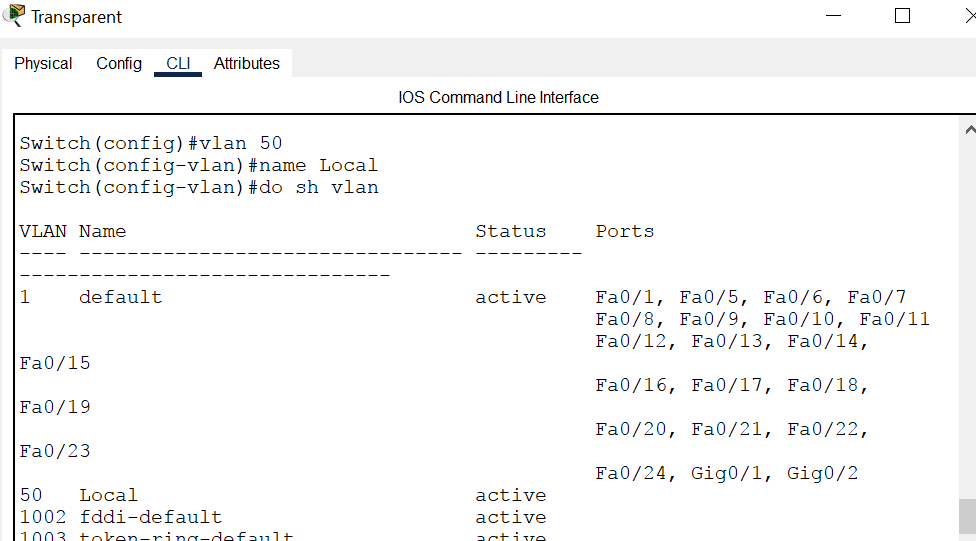 Transparent
Physical Config CLI Attributes
IOS Command Line Interface
Switch(config)#vlan 50
Switch(config-vlan)#name Local
Switch(config-vlan)#do sh vlan
VLAN Name                             Status    Ports
---- -------------------------------- ---------
-------------------------------
1    default                          active    Fa0/1, Fa0/5, Fa0/6, Fa0/7
                                                Fa0/8, Fa0/9, Fa0/10, Fa0/11
                                                Fa0/12, Fa0/13, Fa0/14,
Fa0/15
                                                Fa0/16, Fa0/17, Fa0/18,
Fa0/19
                                                Fa0/20, Fa0/21, Fa0/22,
Fa0/23
                                                Fa0/24, Gig0/1, Gig0/2
50   Local                            active
1002 fddi-default                     active
1003 token-ring-default               active